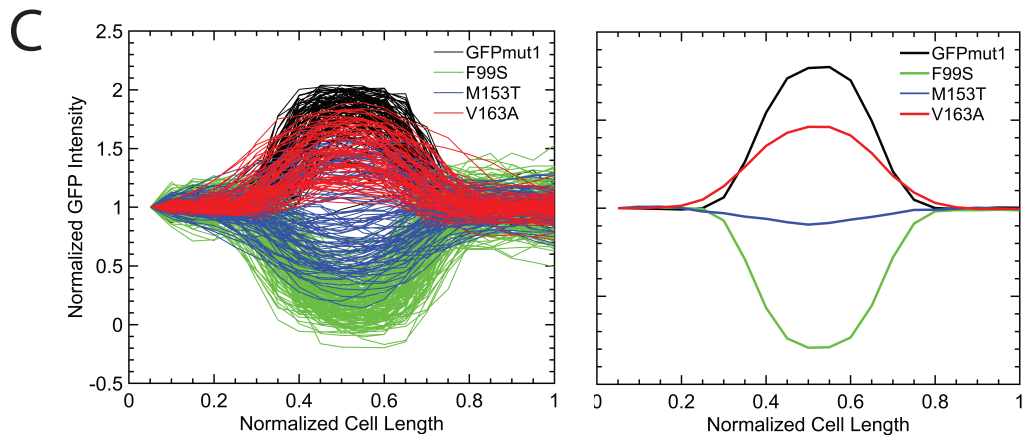 C
2.5
2
1.5
1
0.5
0
-0.5
Normalized GFP Intensity
GFPmut1
F99S
M153T
V163A
0 0.2 0.4 0.6 0.8 1
Normalized Cell Length
GFPmut1
F99S
M153T
V163A
0 0.2 0.4 0.6 0.8 1
Normalized Cell Length